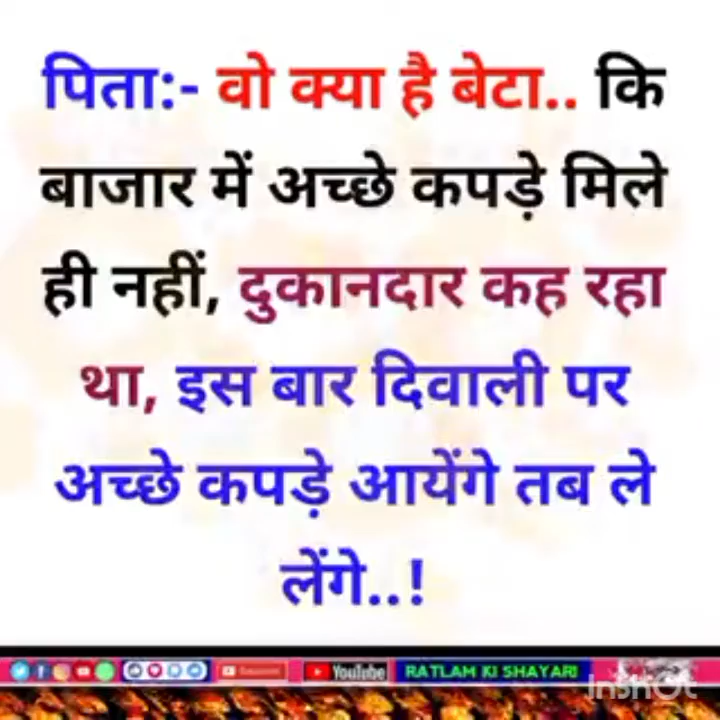 पिता:- वो क्या है बेटा.. कि
बाजार में अच्छे कपड़े मिले
ही नहीं, दुकानदार कह रहा
था, इस बार दिवाली पर
अच्छे कपड़े आयेंगे तब ले
लेंगे..!
YouTube RATLAM KI SHAYARI
InShOt